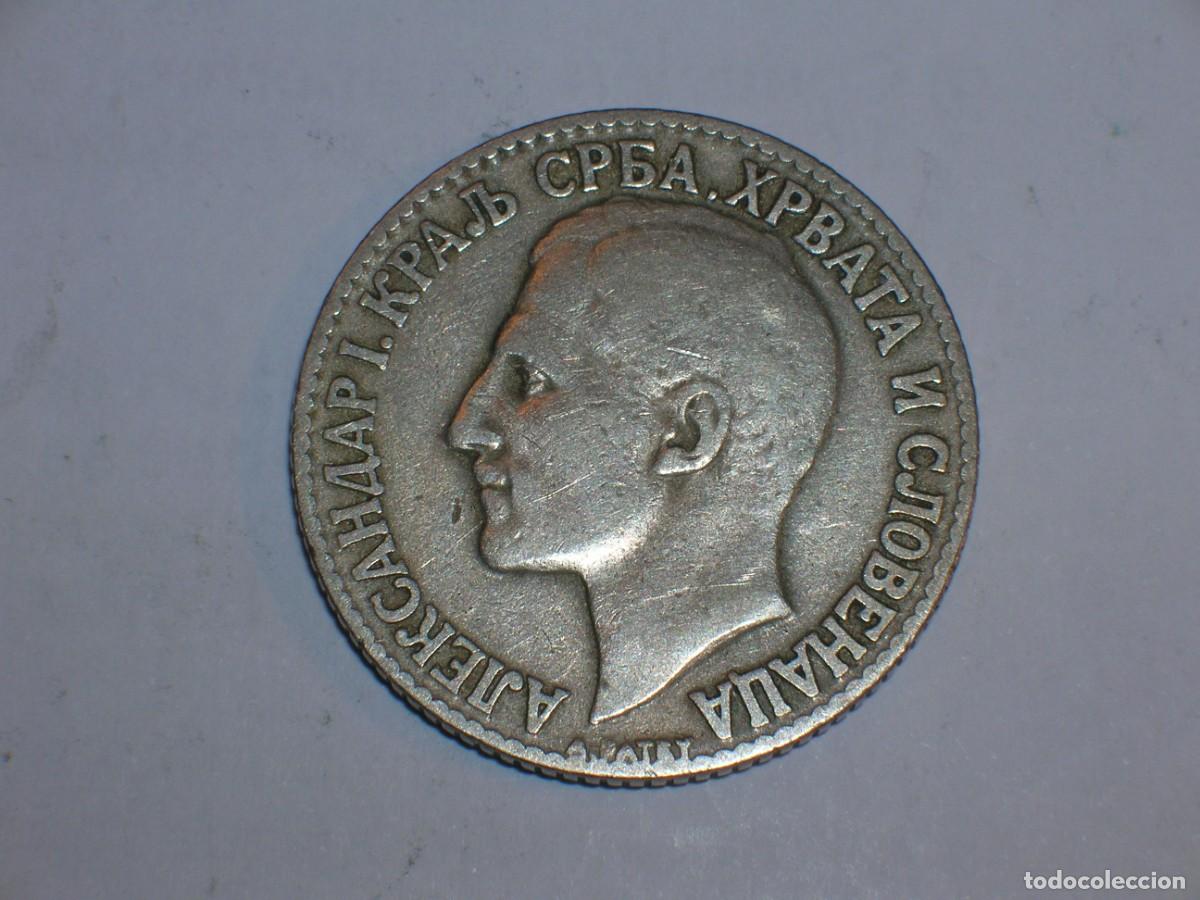 АЛЕКСАНДАР I. КРАЉ СРБА, ХРВАТА И СЛОВЕНАЦА
todocoleccion